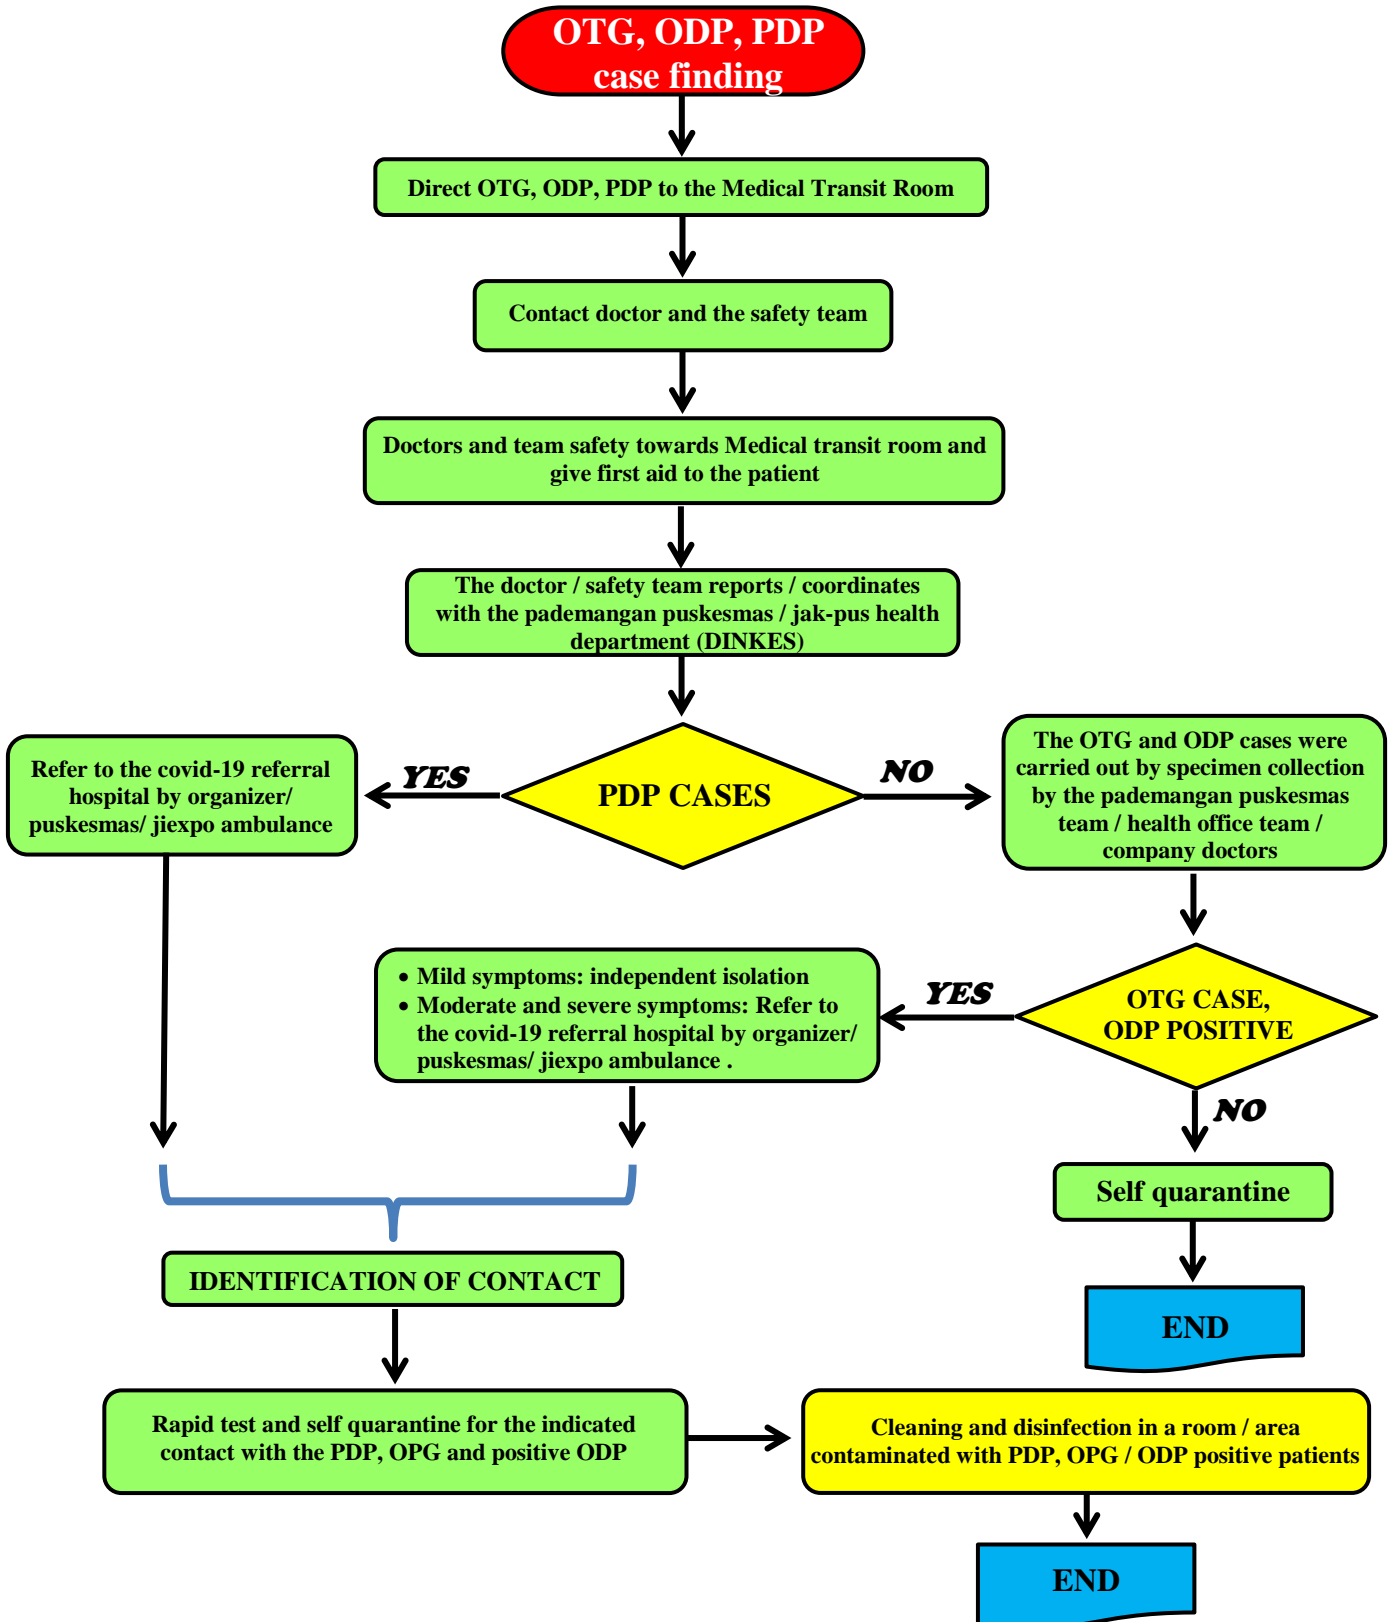 OTG, ODP, PDP
case finding
Direct OTG, ODP, PDP to the Medical Transit Room
Contact doctor and the safety team
Doctors and team safety towards Medical transit room and
give first aid to the patient
The doctor / safety team reports / coordinates
with the pademangan puskesmas / jak-pus health
department (DINKES)
PDP CASES
YES
NO
Refer to the covid-19 referral
hospital by organizer/
puskesmas/ jiexpo ambulance
The OTG and ODP cases were
carried out by specimen collection
by the pademangan puskesmas
team / health office team /
company doctors
OTG CASE,
ODP POSITIVE
YES
NO
• Mild symptoms: independent isolation
• Moderate and severe symptoms: Refer to
the covid-19 referral hospital by organizer/
puskesmas/ jiexpo ambulance .
Self quarantine
END
IDENTIFICATION OF CONTACT
Rapid test and self quarantine for the indicated
contact with the PDP, OPG and positive ODP
Cleaning and disinfection in a room / area
contaminated with PDP, OPG / ODP positive patients
END